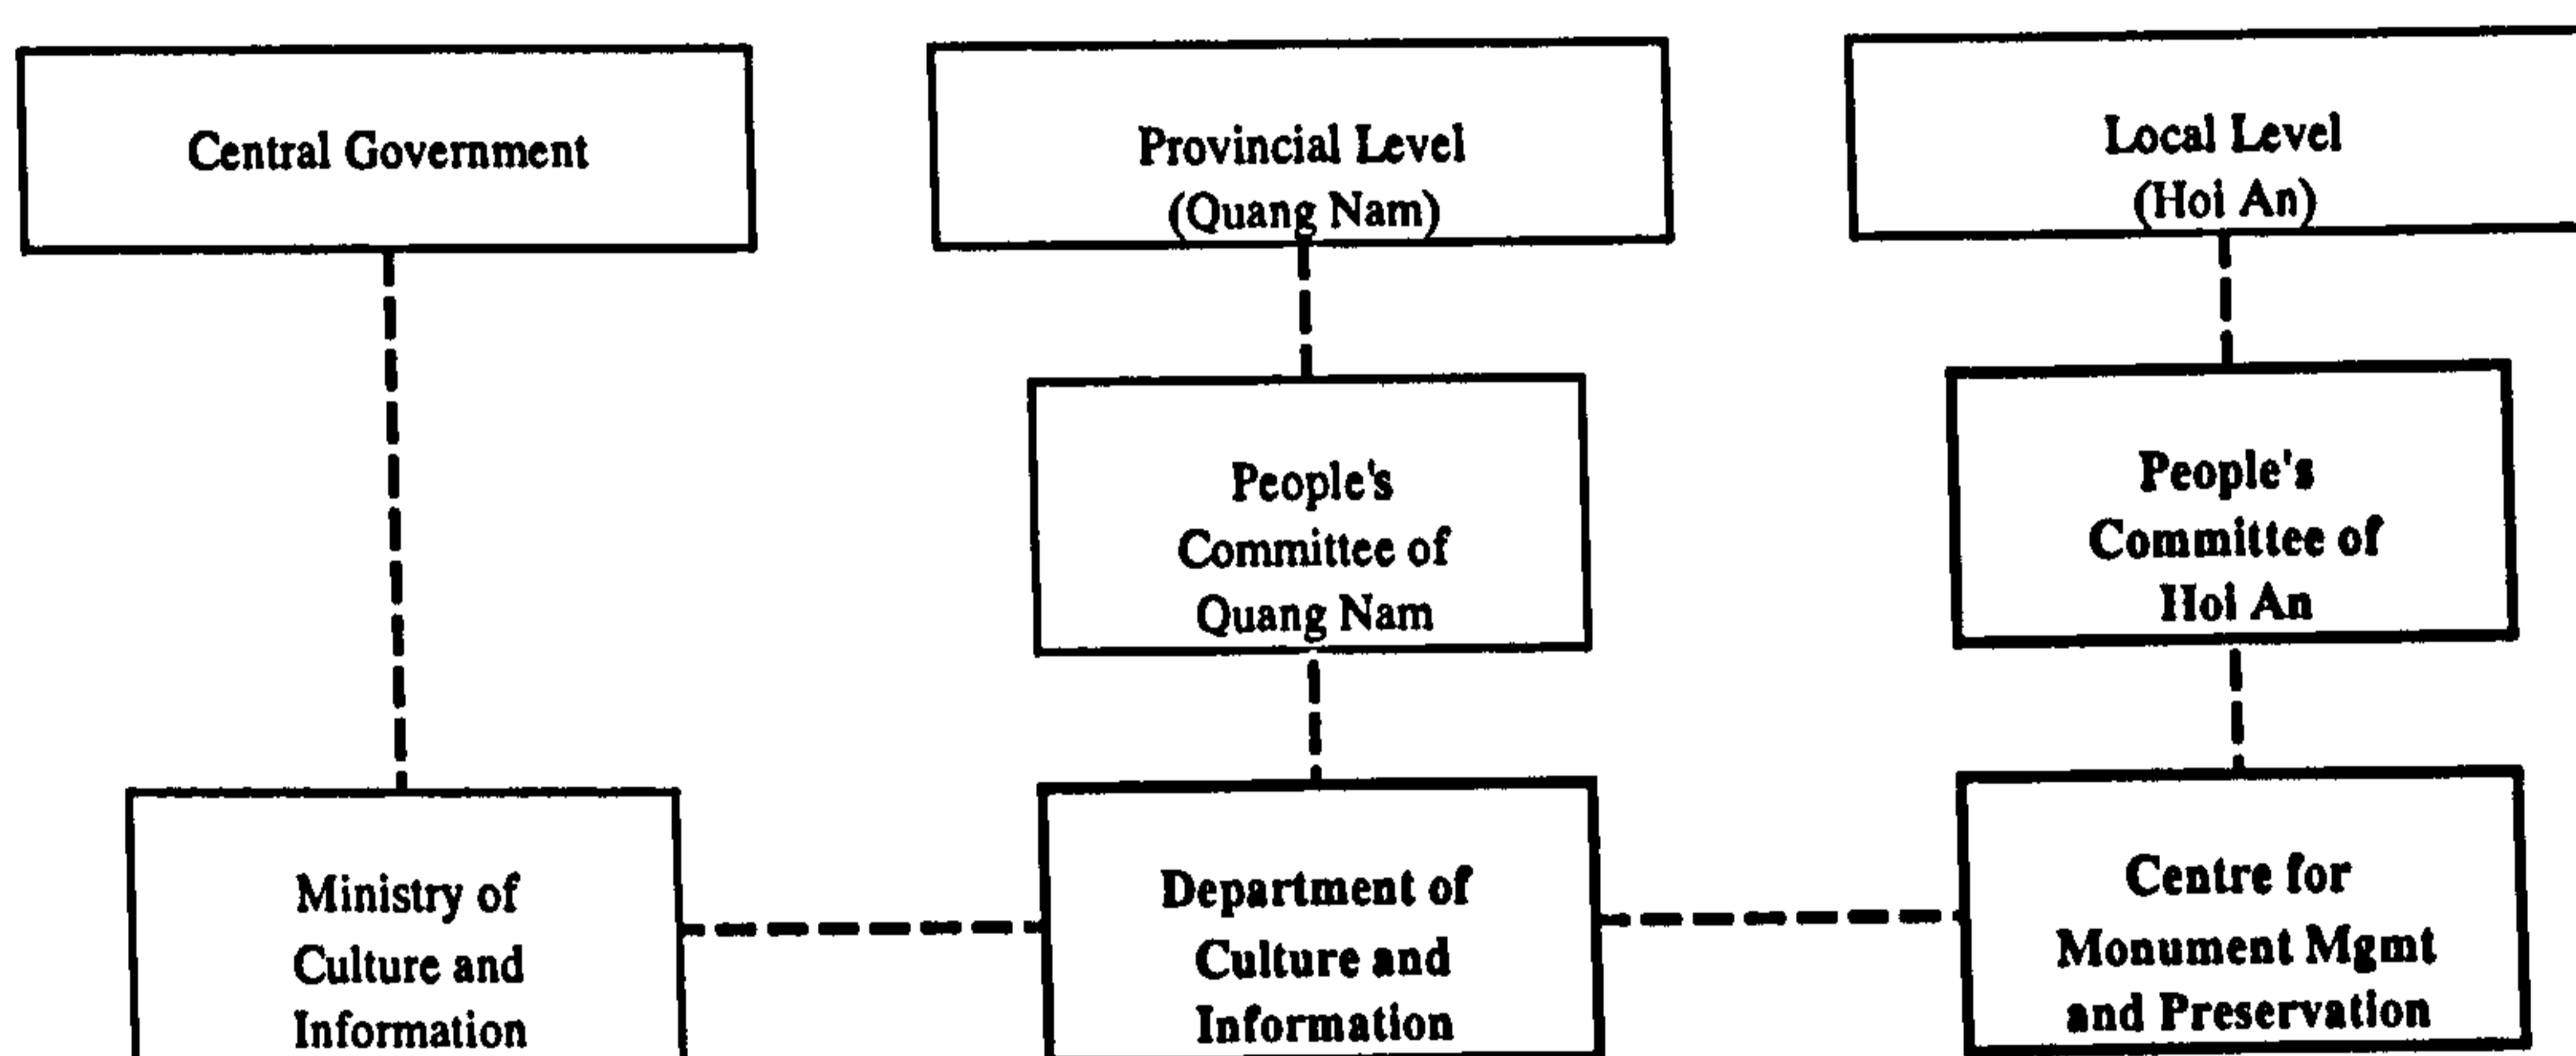 Central Government
Provincial Level
(Quang Nam)
Local Level
(Hoi An)
People's
Committee of
Quang Nam
People's
Committee of
Hoi An
Ministry of
Culture and
Information
Department of
Culture and
Information
Centre for
Monument Mgmt
and Preservation